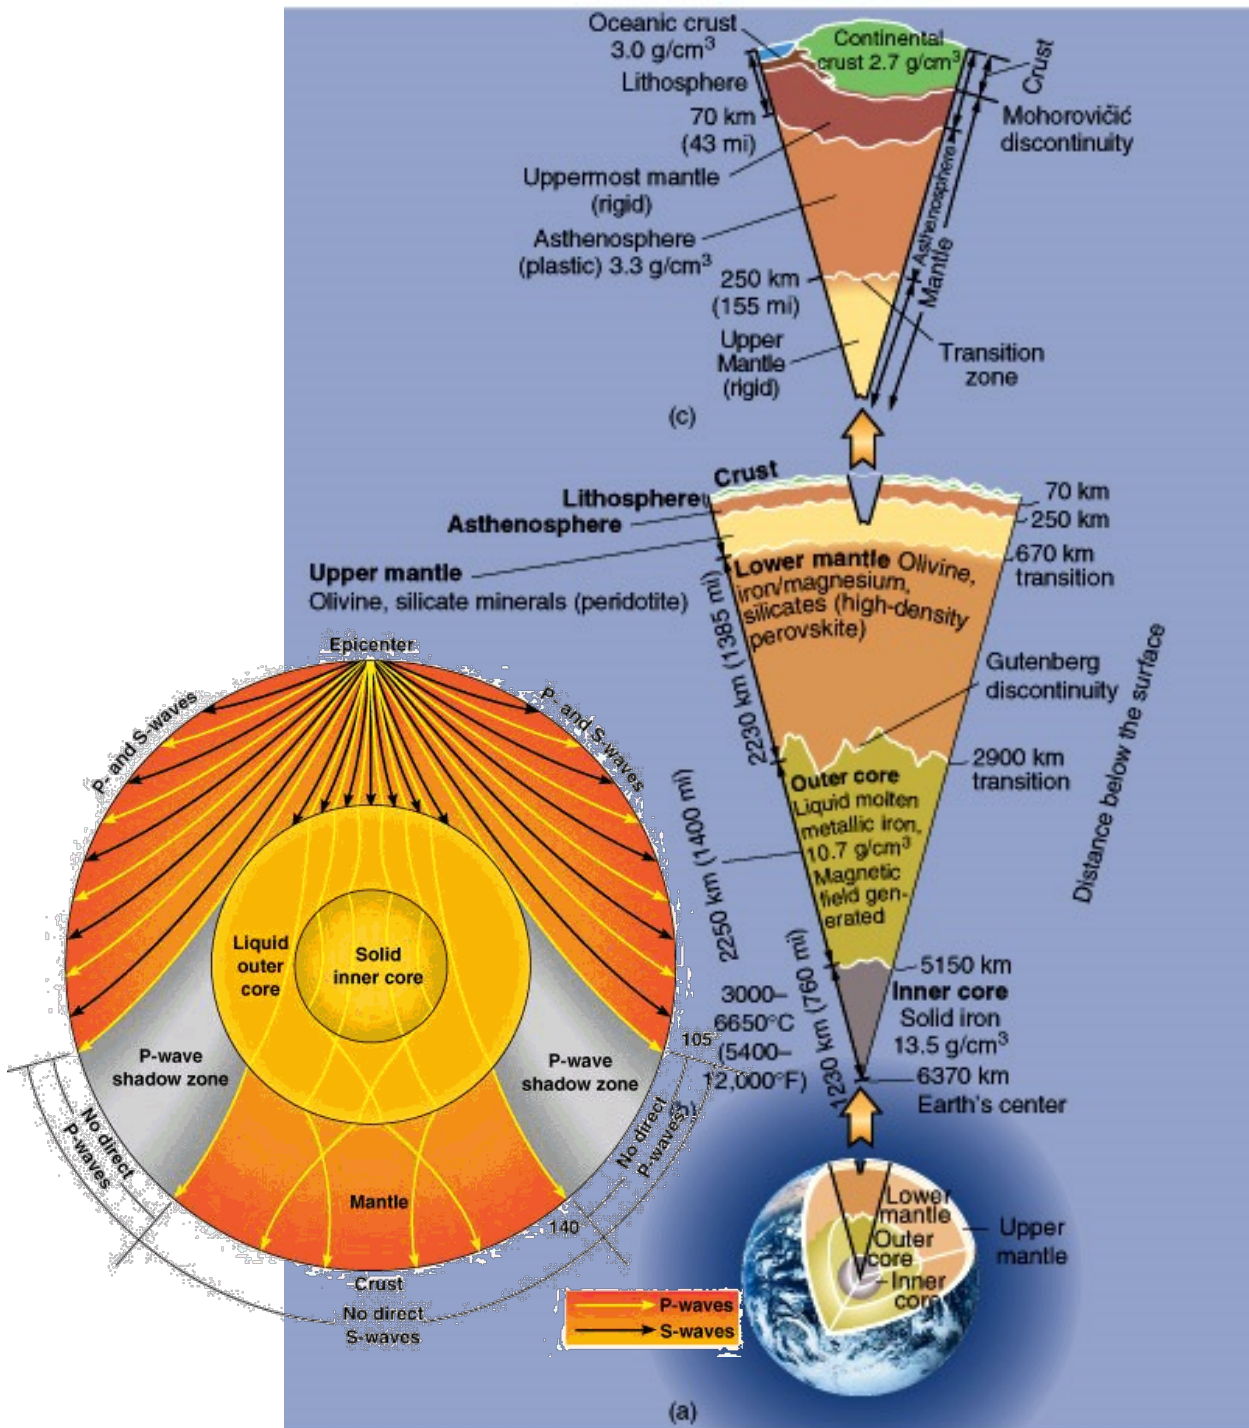 Oceanic crust
3.0 g/cm³
Lithosphere
70 km
(43 mi)
Uppermost mantle
(rigid)
Asthenosphere
(plastic) 3.3 g/cm³
250 km
(155 mi)
Upper
Mantle
(rigid)
(c)
Continental
crust 2.7 g/cm³
Crust
Mohorovičić
discontinuity
Asthenosphere
Mantle
Transition
zone
Crust
Lithosphere
Asthenosphere
Upper mantle
Olivine, silicate minerals (peridotite)
70 km
250 km
670 km
transition
Lower mantle Olivine,
iron/magnesium,
silicates (high-density
perovskite)
2230 km (1385 mi)
Gutenberg
discontinuity
2900 km
transition
Outer core
Liquid molten
metallic iron,
10.7 g/cm³
Magnetic
field gen-
erated
2250 km (1400 mi)
Distance below the surface
5150 km
Inner core
Solid iron
13.5 g/cm³
3000–
6650°C
(5400–
12,000°F)
1230 km (760 mi)
6370 km
Earth's center
Epicenter
P- and S-waves
P- and S-waves
Liquid
outer
core
Solid
inner core
P-wave
shadow zone
P-wave
shadow zone
105°
No direct
P-waves
No direct
P-waves
Mantle
140
Crust
No direct
S-waves
P-waves
S-waves
Lower
mantle
Outer
core
Inner
core
Upper
mantle
(a)